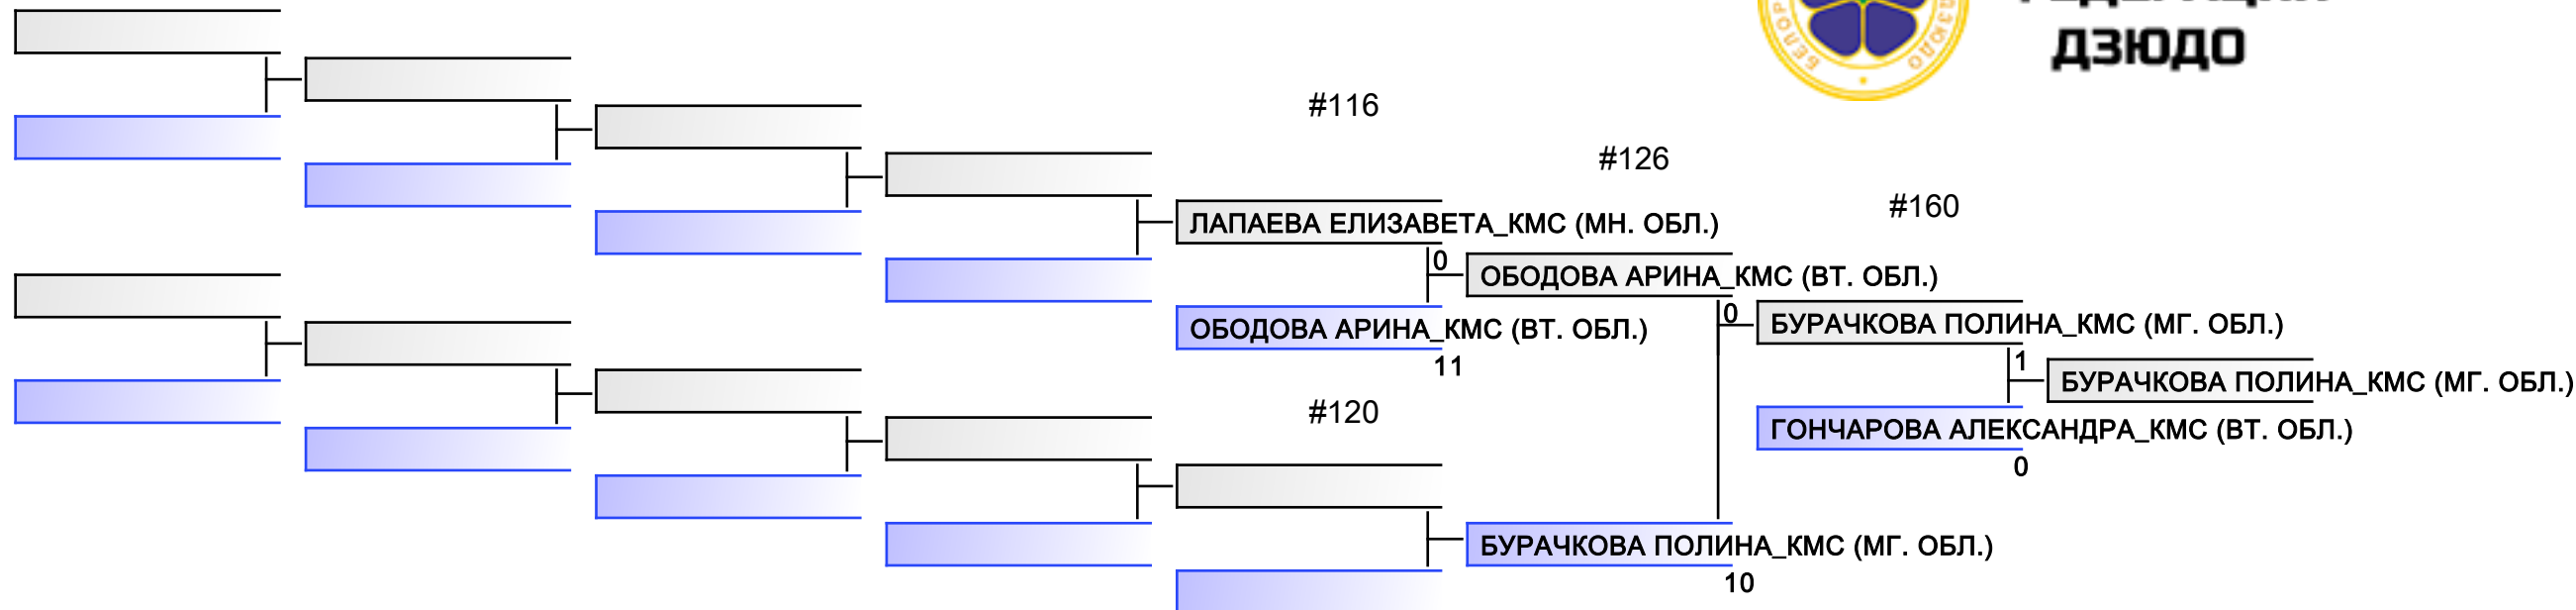 ДЗЮДО
#116
#126
#160
ЛАПАЕВА ЕЛИЗАВЕТА_КМС (МН. ОБЛ.)
0
ОБОДОВА АРИНА_КМС (ВТ. ОБЛ.)
0
БУРАЧКОВА ПОЛИНА_КМС (МГ. ОБЛ.)
ОБОДОВА АРИНА_КМС (ВТ. ОБЛ.)
11
1
БУРАЧКОВА ПОЛИНА_КМС (МГ. ОБЛ.)
#120
ГОНЧАРОВА АЛЕКСАНДРА_КМС (ВТ. ОБЛ.)
0
БУРАЧКОВА ПОЛИНА_КМС (МГ. ОБЛ.)
10